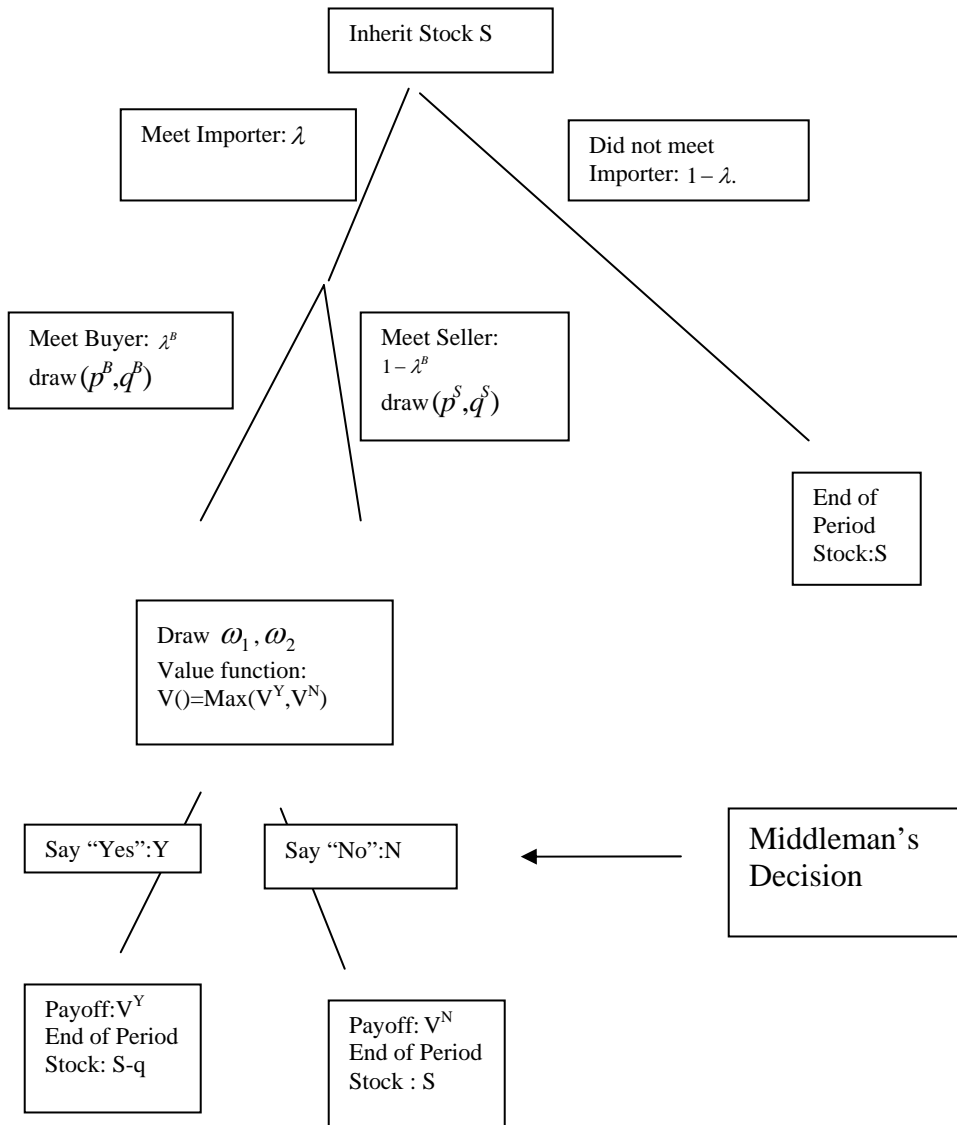 Inherit Stock S
Meet Importer: λ
Did not meet
Importer: 1 − λ.
Meet Buyer: λ^B
draw (p^B,q^B)
Meet Seller:
1 − λ^B
draw (p^S,q^S)
End of
Period
Stock:S
Draw ω₁, ω₂
Value function:
V()=Max(V^Y,V^N)
Say “Yes”:Y
Say “No”:N
Middleman’s
Decision
Payoff:V^Y
End of Period
Stock: S-q
Payoff: V^N
End of Period
Stock : S